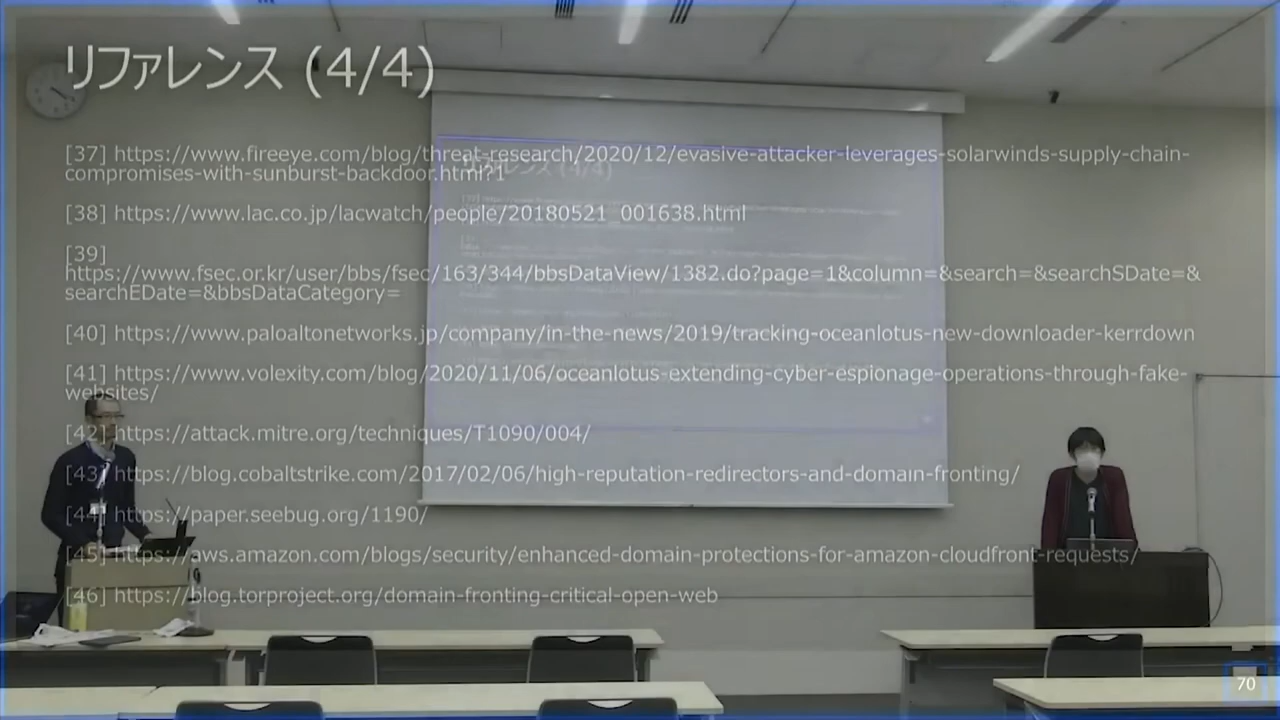 リファレンス (4/4)
[37] https://www.fireeye.com/blog/threat-research/2020/12/evasive-attacker-leverages-solarwinds-supply-chain-
compromises-with-sunburst-backdoor.html?1
[38] https://www.lac.co.jp/lacwatch/people/20180521_001638.html
[39]
https://www.fsec.or.kr/user/bbs/fsec/163/344/bbsDataView/1382.do?page=1&column=&search=&searchSDate=&
searchEDate=&bbsDataCategory=
[40] https://www.paloaltonetworks.jp/company/in-the-news/2019/tracking-oceanlotus-new-downloader-kerrdown
[41] https://www.volexity.com/blog/2020/11/06/oceanlotus-extending-cyber-espionage-operations-through-fake-
websites/
[42] https://attack.mitre.org/techniques/T1090/004/
[43] https://blog.cobaltstrike.com/2017/02/06/high-reputation-redirectors-and-domain-fronting/
[44] https://paper.seebug.org/1190/
[45] https://aws.amazon.com/blogs/security/enhanced-domain-protections-for-amazon-cloudfront-requests/
[46] https://blog.torproject.org/domain-fronting-critical-open-web
70